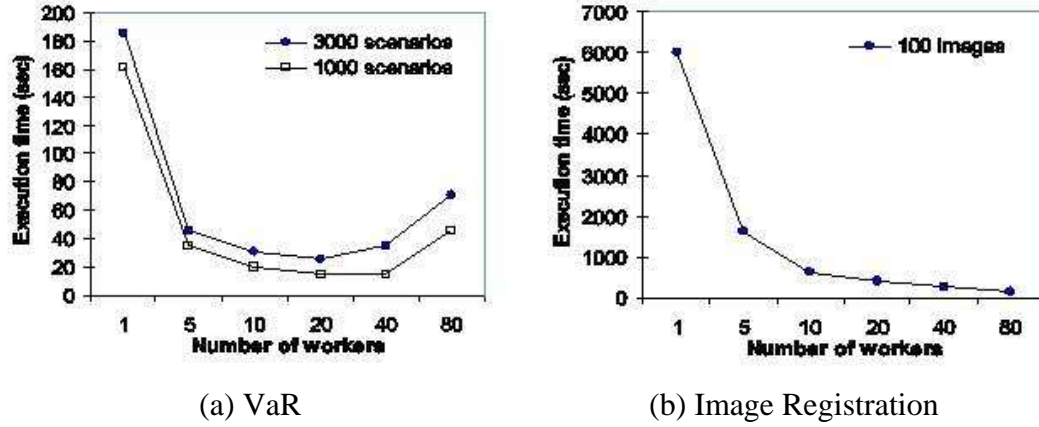 200
180
160
140
120
100
80
60
40
20
0
Execution time (sec)
3000 scenarios
1000 scenarios
1 5 10 20 40 80
Number of workers
(a) VaR
7000
6000
5000
4000
3000
2000
1000
0
Execution time (sec)
100 images
1 5 10 20 40 80
Number of workers
(b) Image Registration